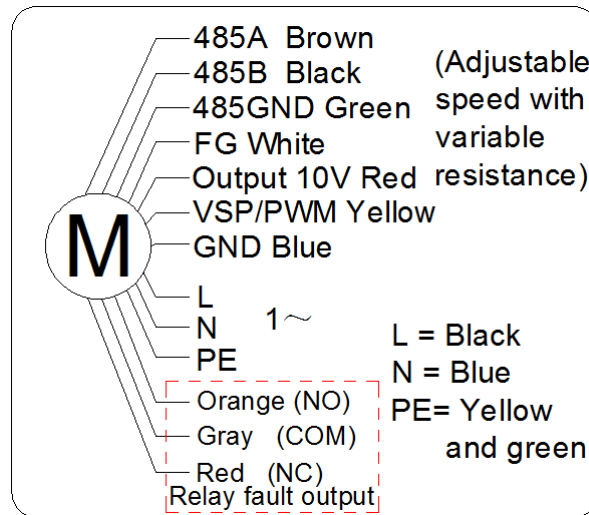 485A Brown
485B Black
485GND Green
FG White
Output 10V Red
VSP/PWM Yellow
GND Blue
(Adjustable
speed with
variable
resistance)
M
L
N
PE
1～
L = Black
N = Blue
PE= Yellow
and green
Orange (NO)
Gray (COM)
Red (NC)
Relay fault output